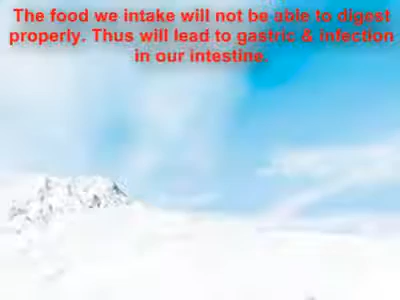 The food we intake will not be able to digest
properly. Thus will lead to gastric & infection
in our intestine.